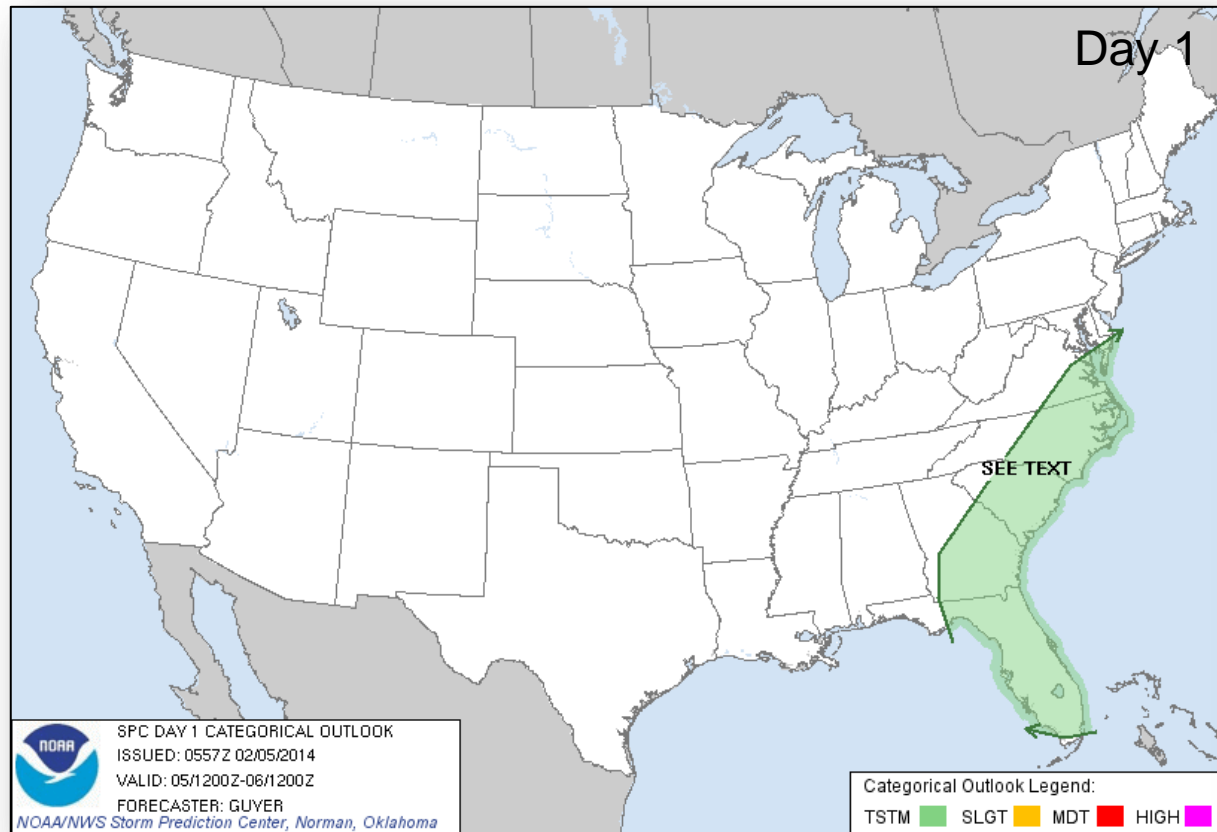 Day 1
SEE TEXT
NOAA
SPC DAY 1 CATEGORICAL OUTLOOK
ISSUED: 0557Z 02/05/2014
VALID: 05/1200Z-06/1200Z
FORECASTER: GUYER
NOAA/NWS Storm Prediction Center, Norman, Oklahoma
Categorical Outlook Legend:
TSTM SLGT MDT HIGH